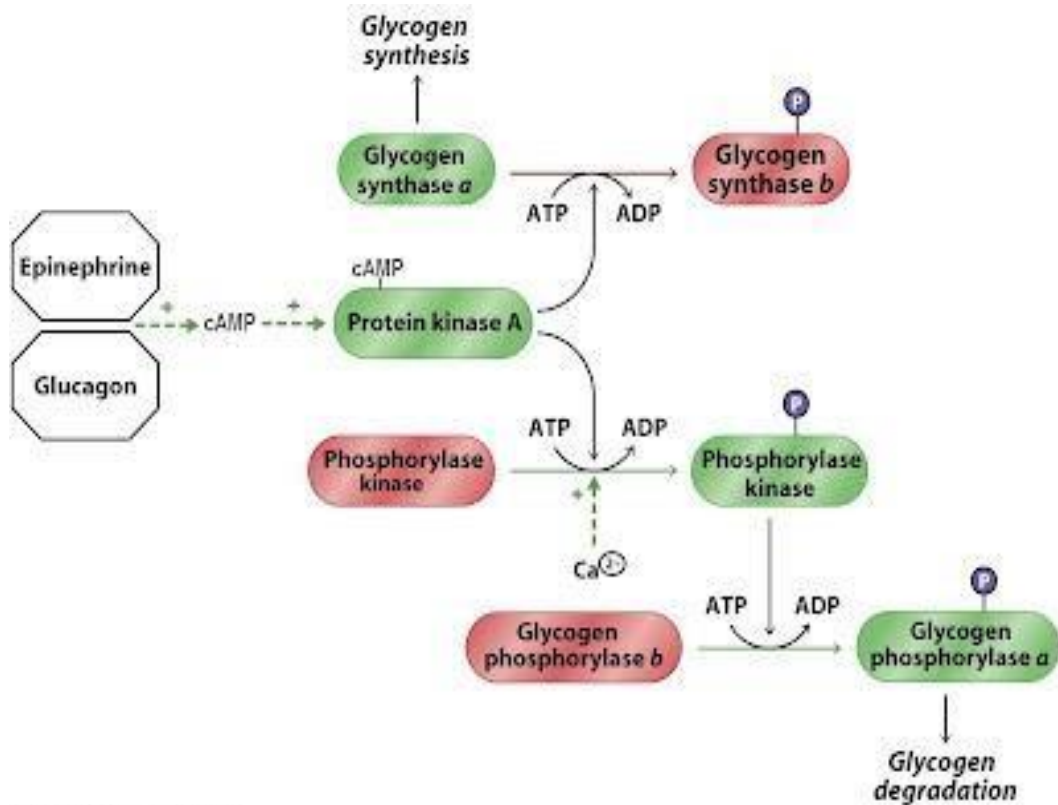 Glycogen
synthesis
P
Glycogen
synthase a
Glycogen
synthase b
ATP
ADP
Epinephrine
cAMP
cAMP
Protein kinase A
Glucagon
+
+
ATP
ADP
P
Phosphorylase
kinase
Phosphorylase
kinase
+
Ca2+
ATP
ADP
P
Glycogen
phosphorylase b
Glycogen
phosphorylase a
Glycogen
degradation